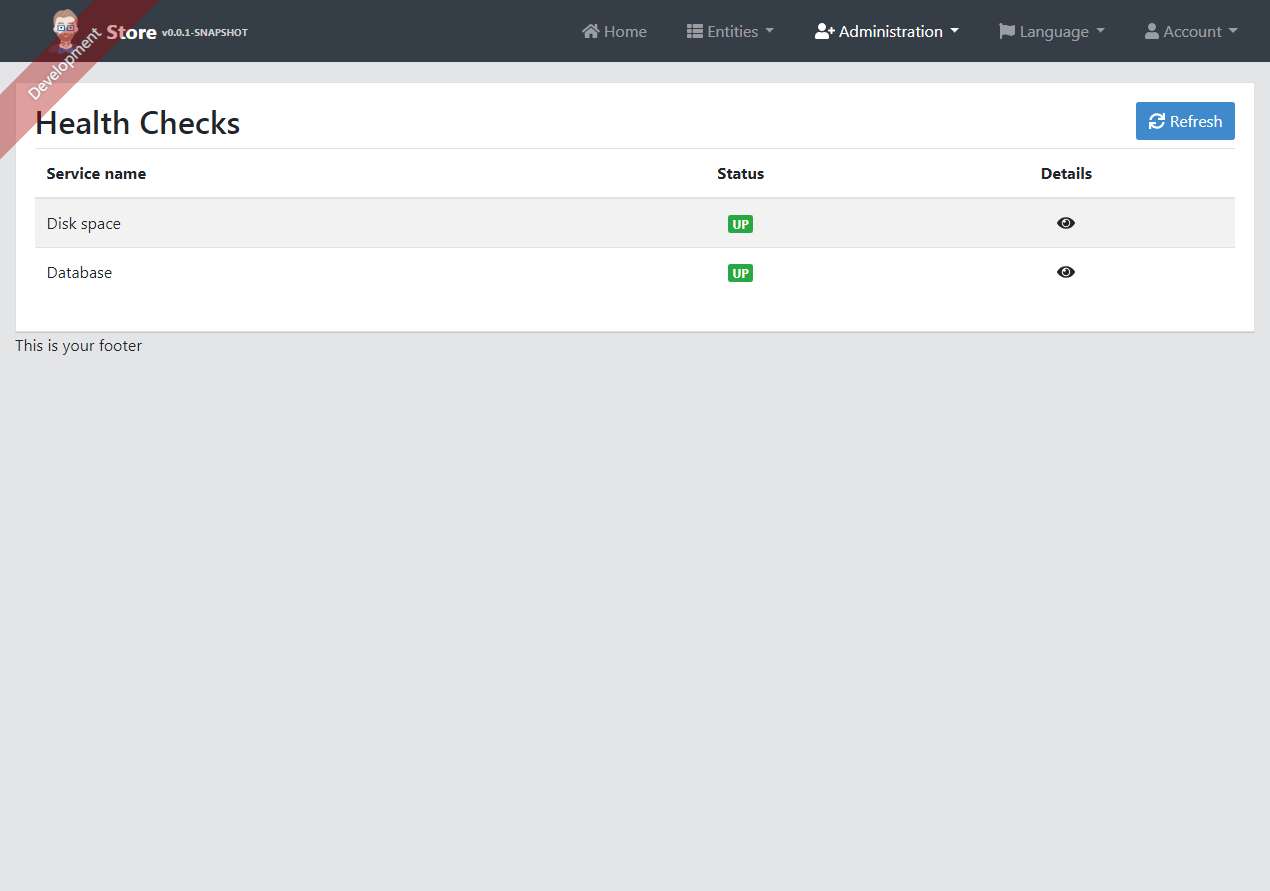 Development
Store v0.0.1-SNAPSHOT
Home Entities Administration Language Account
Health Checks
Refresh
Service name Status Details
Disk space UP
Database UP
This is your footer